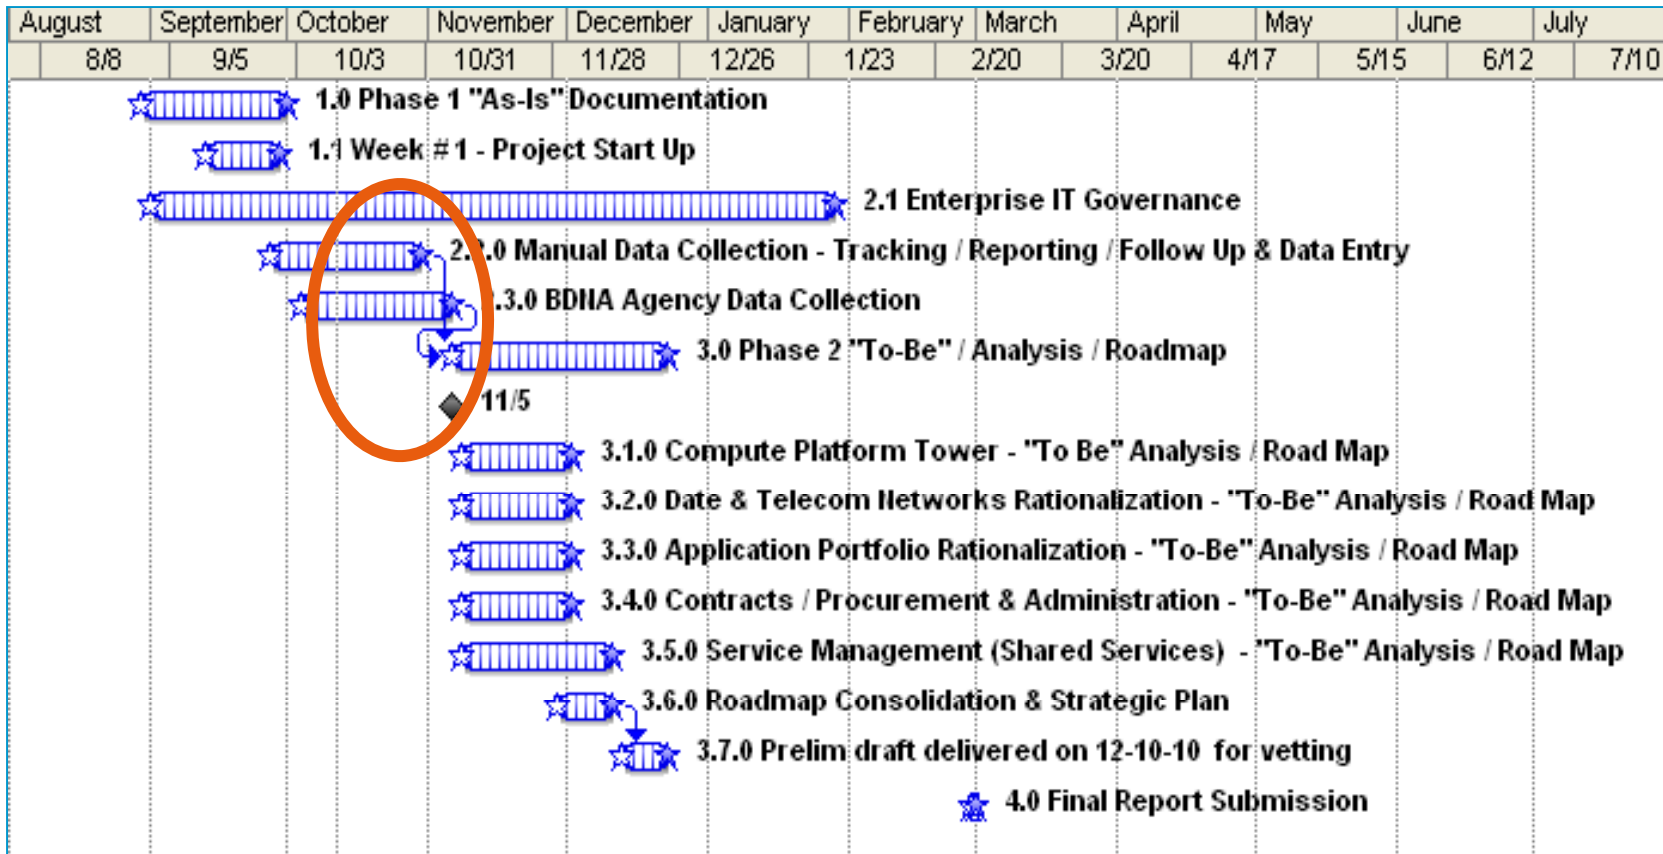 August September October November December January February March April May June July
8/8 9/5 10/3 10/31 11/28 12/26 1/23 2/20 3/20 4/17 5/15 6/12 7/10
1.0 Phase 1 "As-Is" Documentation
1.1 Week #1 - Project Start Up
2.1 Enterprise IT Governance
2.2.0 Manual Data Collection - Tracking / Reporting / Follow Up & Data Entry
2.3.0 BDNA Agency Data Collection
3.0 Phase 2 "To-Be" / Analysis / Roadmap
11/5
3.1.0 Compute Platform Tower - "To Be" Analysis / Road Map
3.2.0 Date & Telecom Networks Rationalization - "To-Be" Analysis / Road Map
3.3.0 Application Portfolio Rationalization - "To-Be" Analysis / Road Map
3.4.0 Contracts / Procurement & Administration - "To-Be" Analysis / Road Map
3.5.0 Service Management (Shared Services) - "To-Be" Analysis / Road Map
3.6.0 Roadmap Consolidation & Strategic Plan
3.7.0 Prelim draft delivered on 12-10-10 for vetting
4.0 Final Report Submission